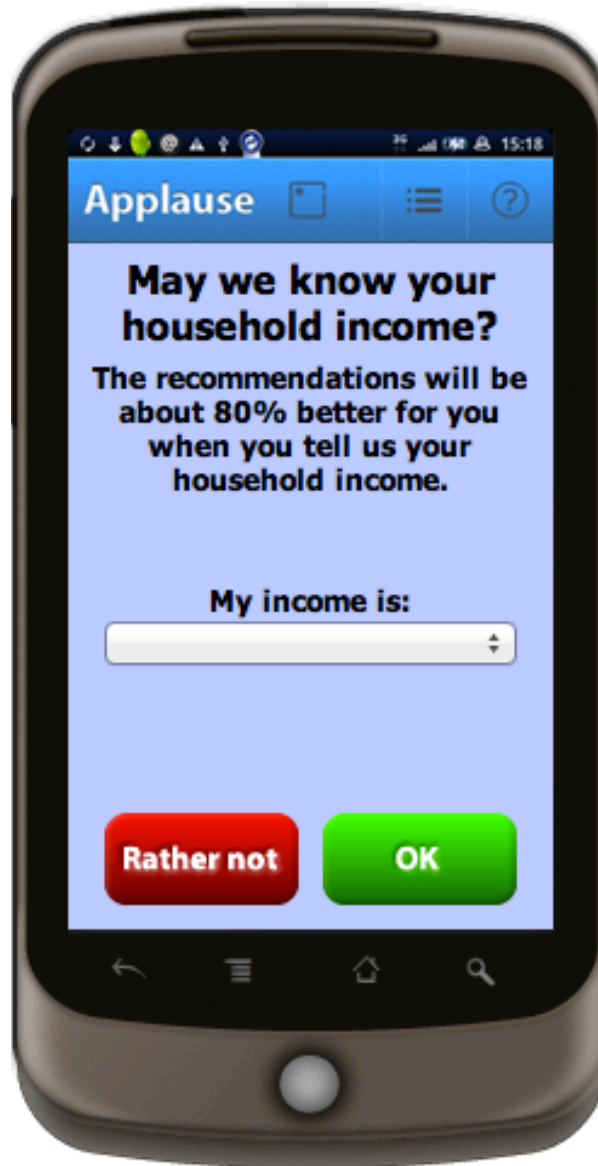 3G 15:18
Applause
May we know your
household income?
The recommendations will be
about 80% better for you
when you tell us your
household income.
My income is:
Rather not OK